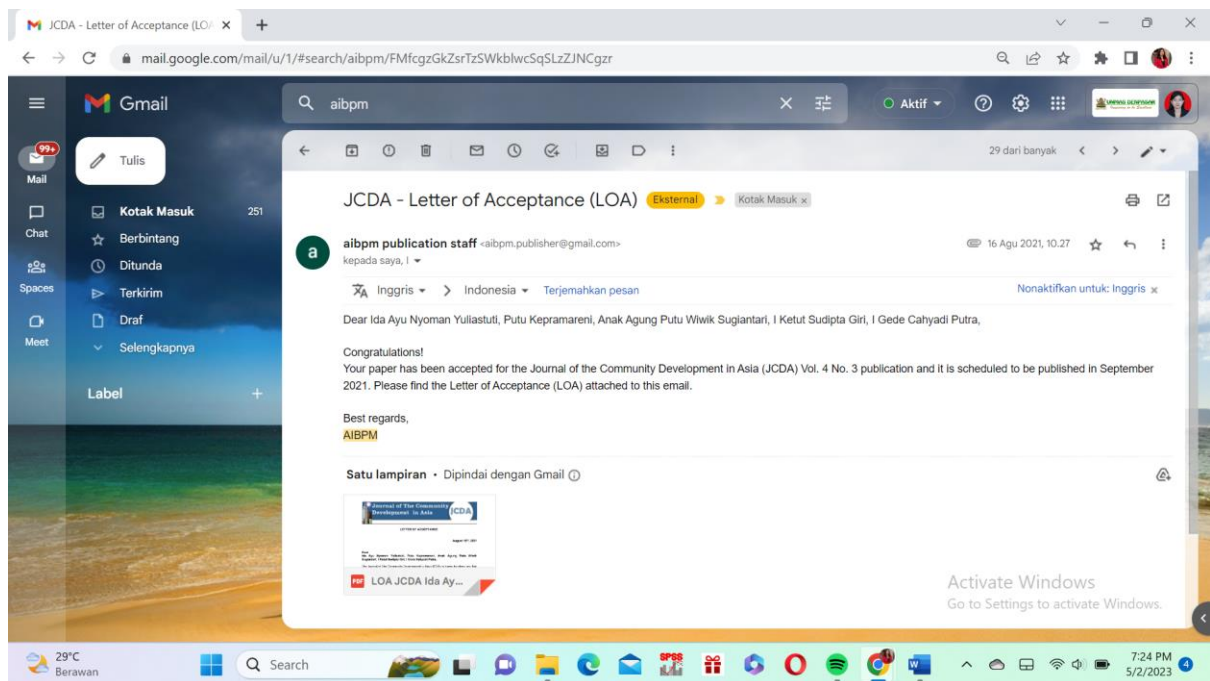 JCDA - Letter of Acceptance (LOA
mail.google.com/mail/u/1/#search/aibpm/FMfcgzGkZsrTzSWkblwcSqSLzZJNCgzr
Gmail
aibpm
Aktif
99+
Mail
Tulis
29 dari banyak
Chat
Spaces
Meet
Kotak Masuk 251
Berbintang
Ditunda
Terkirim
Draf
Selengkapnya
Label
JCDA - Letter of Acceptance (LOA) Eksternal Kotak Masuk x
a
aibpm publication staff <aibpm.publisher@gmail.com> 16 Agu 2021, 10.27
kepada saya, I
Inggris > Indonesia Terjemahkan pesan Nonaktifkan untuk: Inggris x
Dear Ida Ayu Nyoman Yuliastuti, Putu Kepramareni, Anak Agung Putu Wiwik Sugiantari, I Ketut Sudipta Giri, I Gede Cahyadi Putra,
Congratulations!
Your paper has been accepted for the Journal of the Community Development in Asia (JCDA) Vol. 4 No. 3 publication and it is scheduled to be published in September
2021. Please find the Letter of Acceptance (LOA) attached to this email.
Best regards,
AIBPM
Satu lampiran • Dipindai dengan Gmail
Journal of The Community
Development in Asia
JCDA
LETTER OF ACCEPTANCE
PDF LOA JCDA Ida Ay...
Activate Windows
Go to Settings to activate Windows.
29°C
Berawan
Search
SPSS
7:24 PM
5/2/2023
4